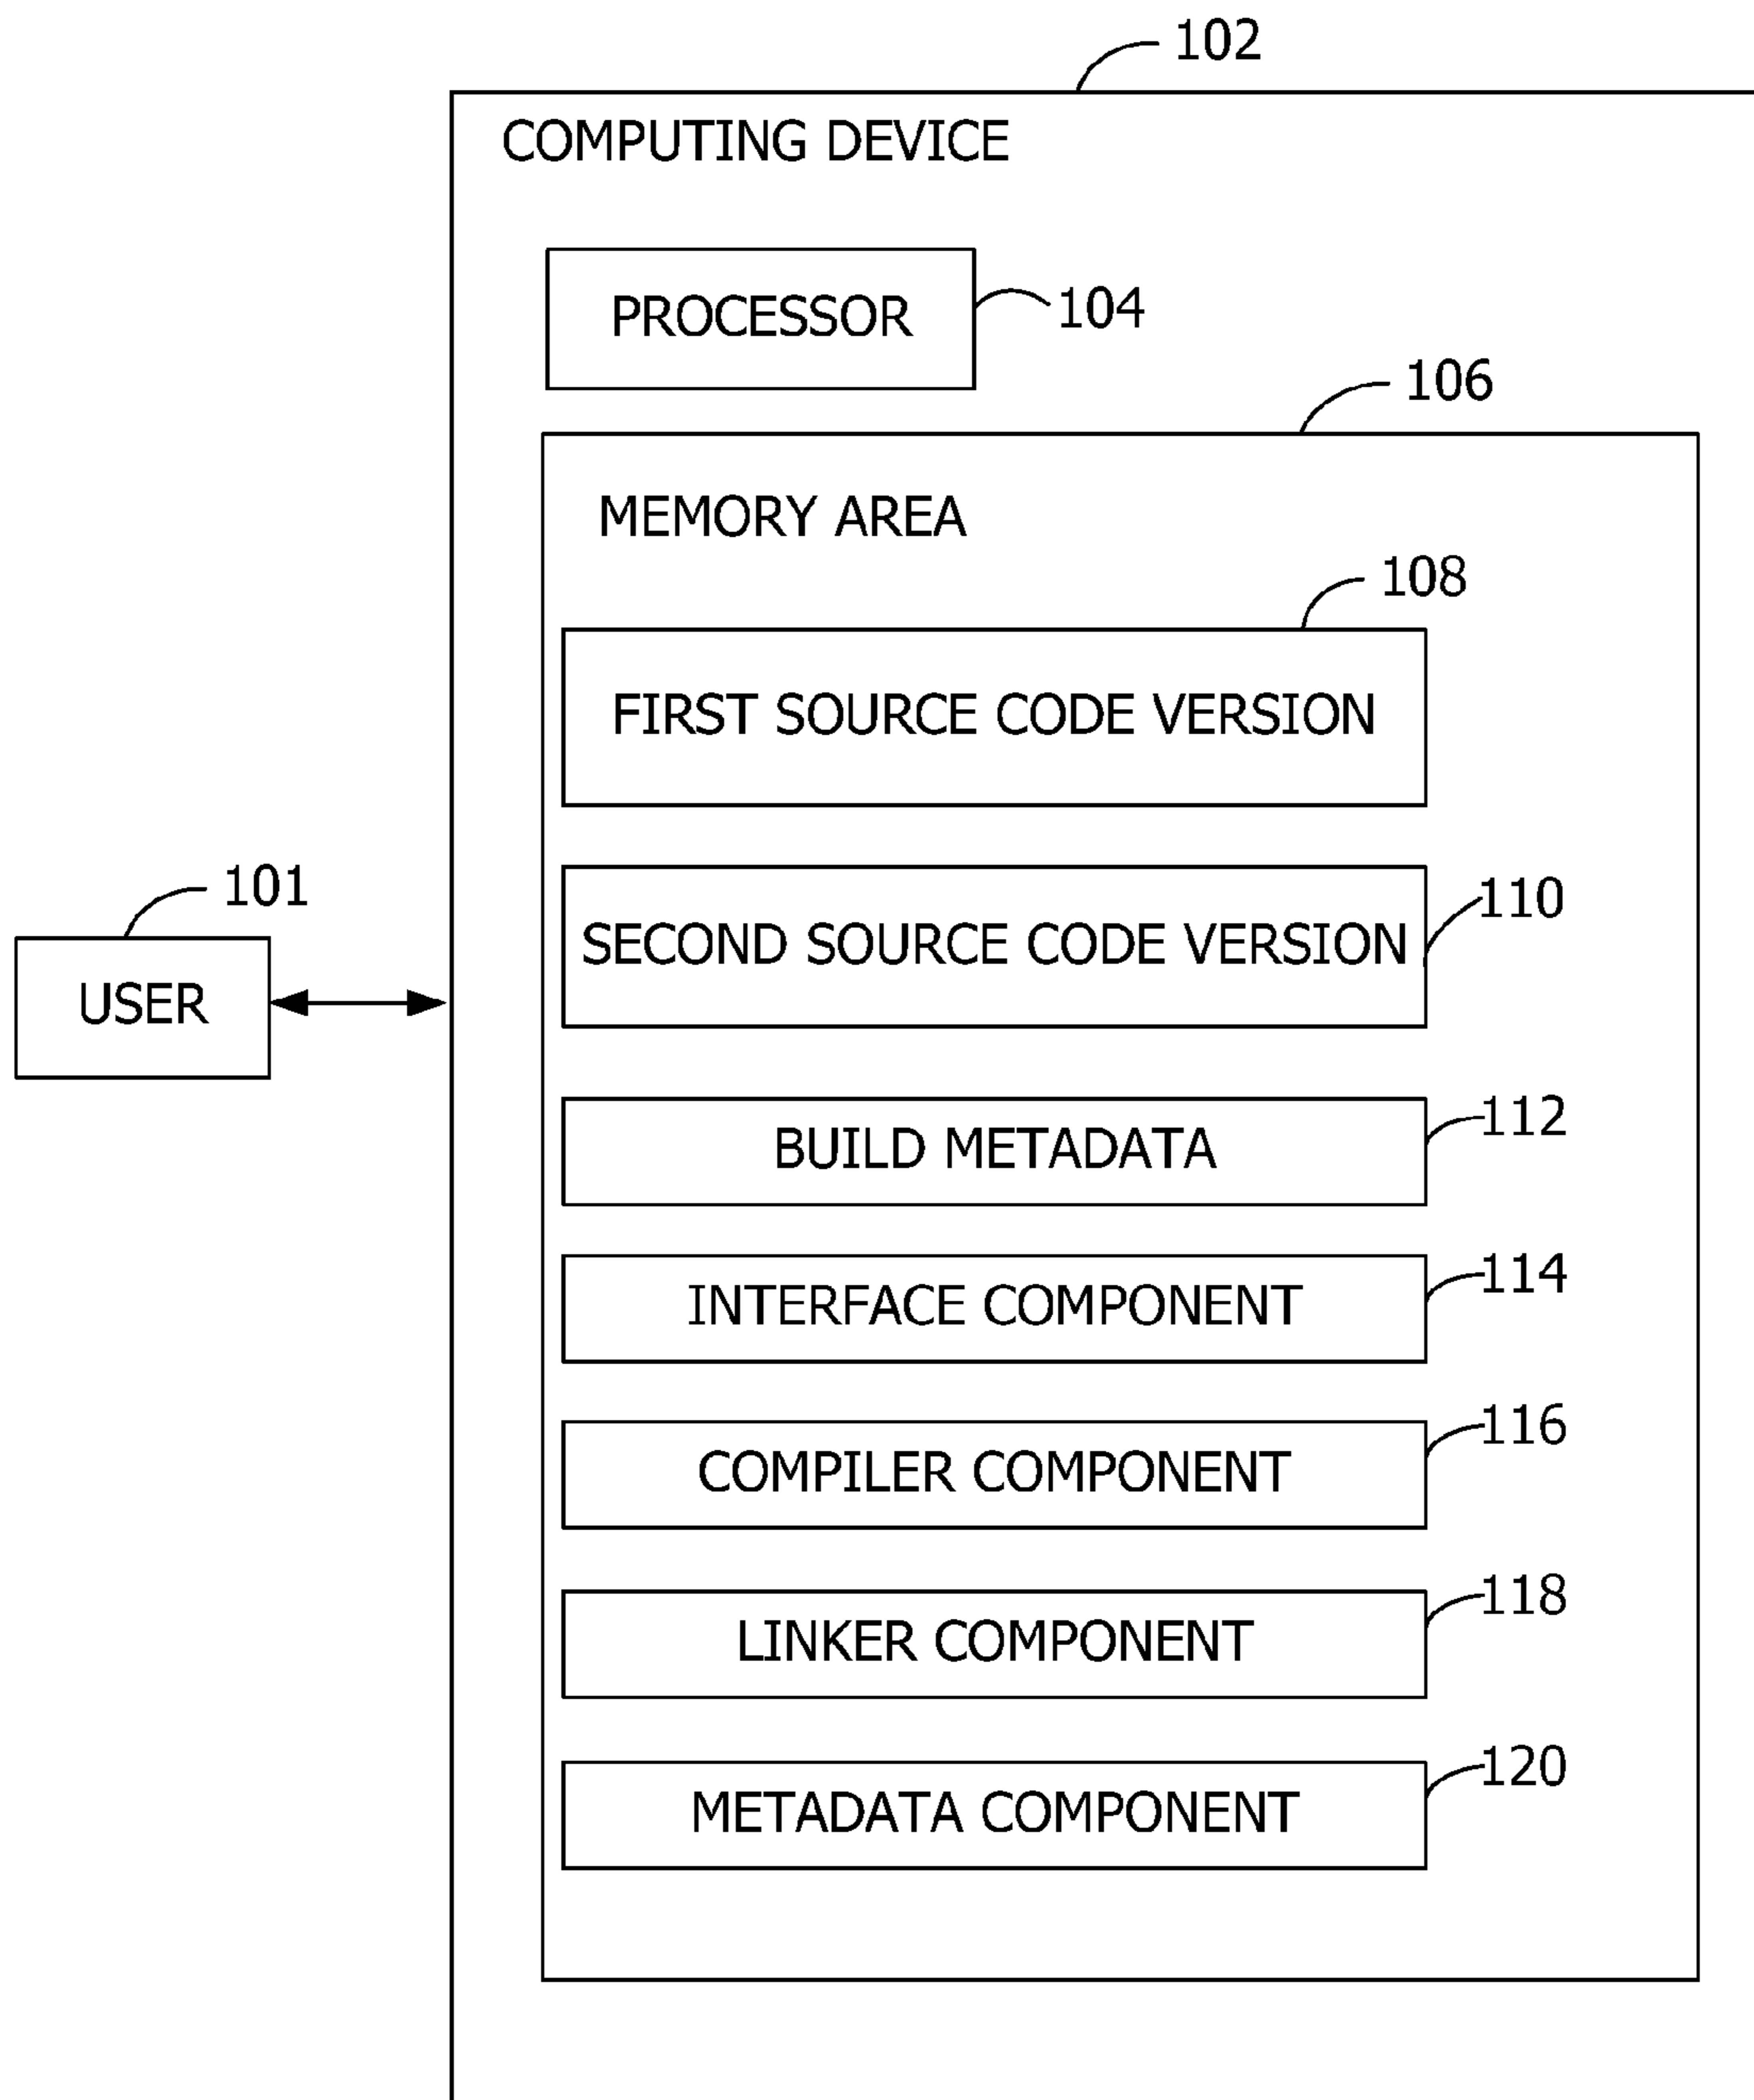 102
COMPUTING DEVICE
PROCESSOR
104
106
MEMORY AREA
108
FIRST SOURCE CODE VERSION
101
USER
110
SECOND SOURCE CODE VERSION
112
BUILD METADATA
114
INTERFACE COMPONENT
116
COMPILER COMPONENT
118
LINKER COMPONENT
120
METADATA COMPONENT